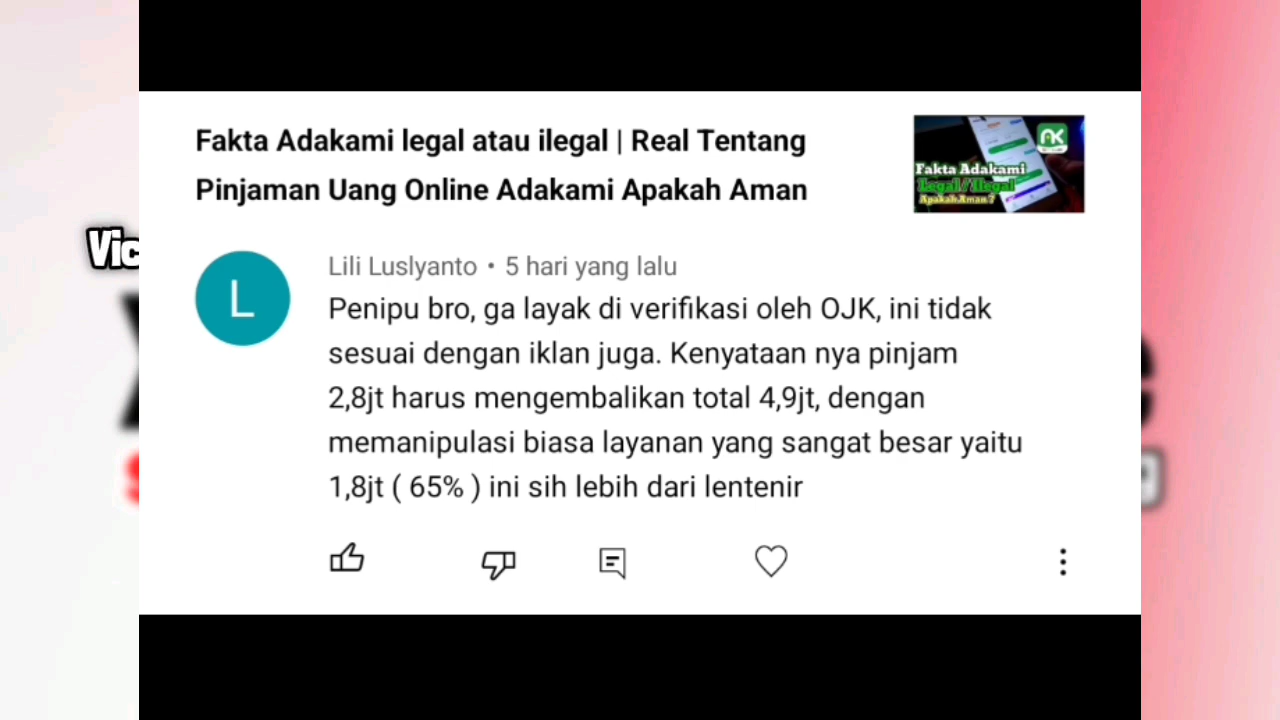 Fakta Adakami legal atau ilegal | Real Tentang
Pinjaman Uang Online Adakami Apakah Aman
Fakta Adakami
Legal/Ilegal
Apakah Aman?
Vic
L
Lili Luslyanto • 5 hari yang lalu
Penipu bro, ga layak di verifikasi oleh OJK, ini tidak
sesuai dengan iklan juga. Kenyataan nya pinjam
2,8jt harus mengembalikan total 4,9jt, dengan
memanipulasi biasa layanan yang sangat besar yaitu
1,8jt ( 65% ) ini sih lebih dari lentenir